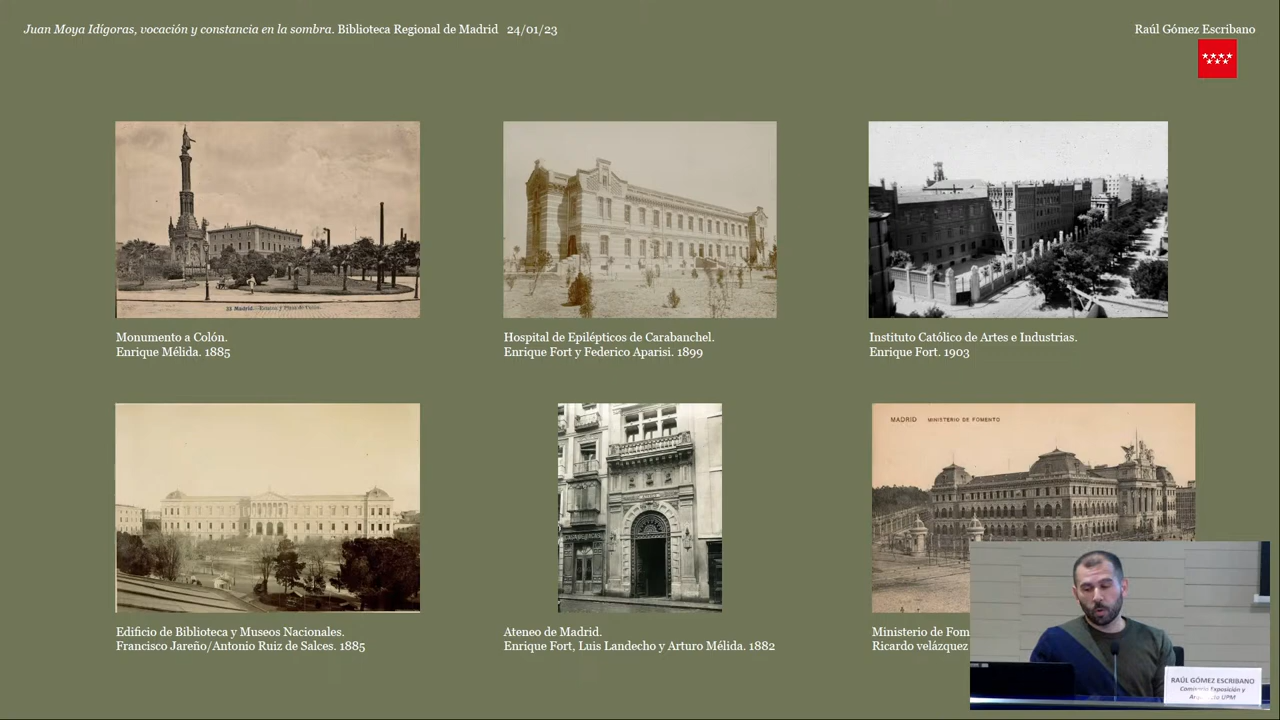 Juan Moya Idígoras, vocación y constancia en la sombra. Biblioteca Regional de Madrid 24/01/23
Raúl Gómez Escribano
Monumento a Colón.
Enrique Mélida. 1885
Hospital de Epilépticos de Carabanchel.
Enrique Fort y Federico Aparisi. 1899
Instituto Católico de Artes e Industrias.
Enrique Fort. 1903
MADRID MINISTERIO DE FOMENTO
Edificio de Biblioteca y Museos Nacionales.
Francisco Jareño/Antonio Ruiz de Salces. 1885
Ateneo de Madrid.
Enrique Fort, Luis Landecho y Arturo Mélida. 1882
Ministerio de Fom
Ricardo velázquez
RAÚL GÓMEZ ESCRIBANO
Exposición y
UPM